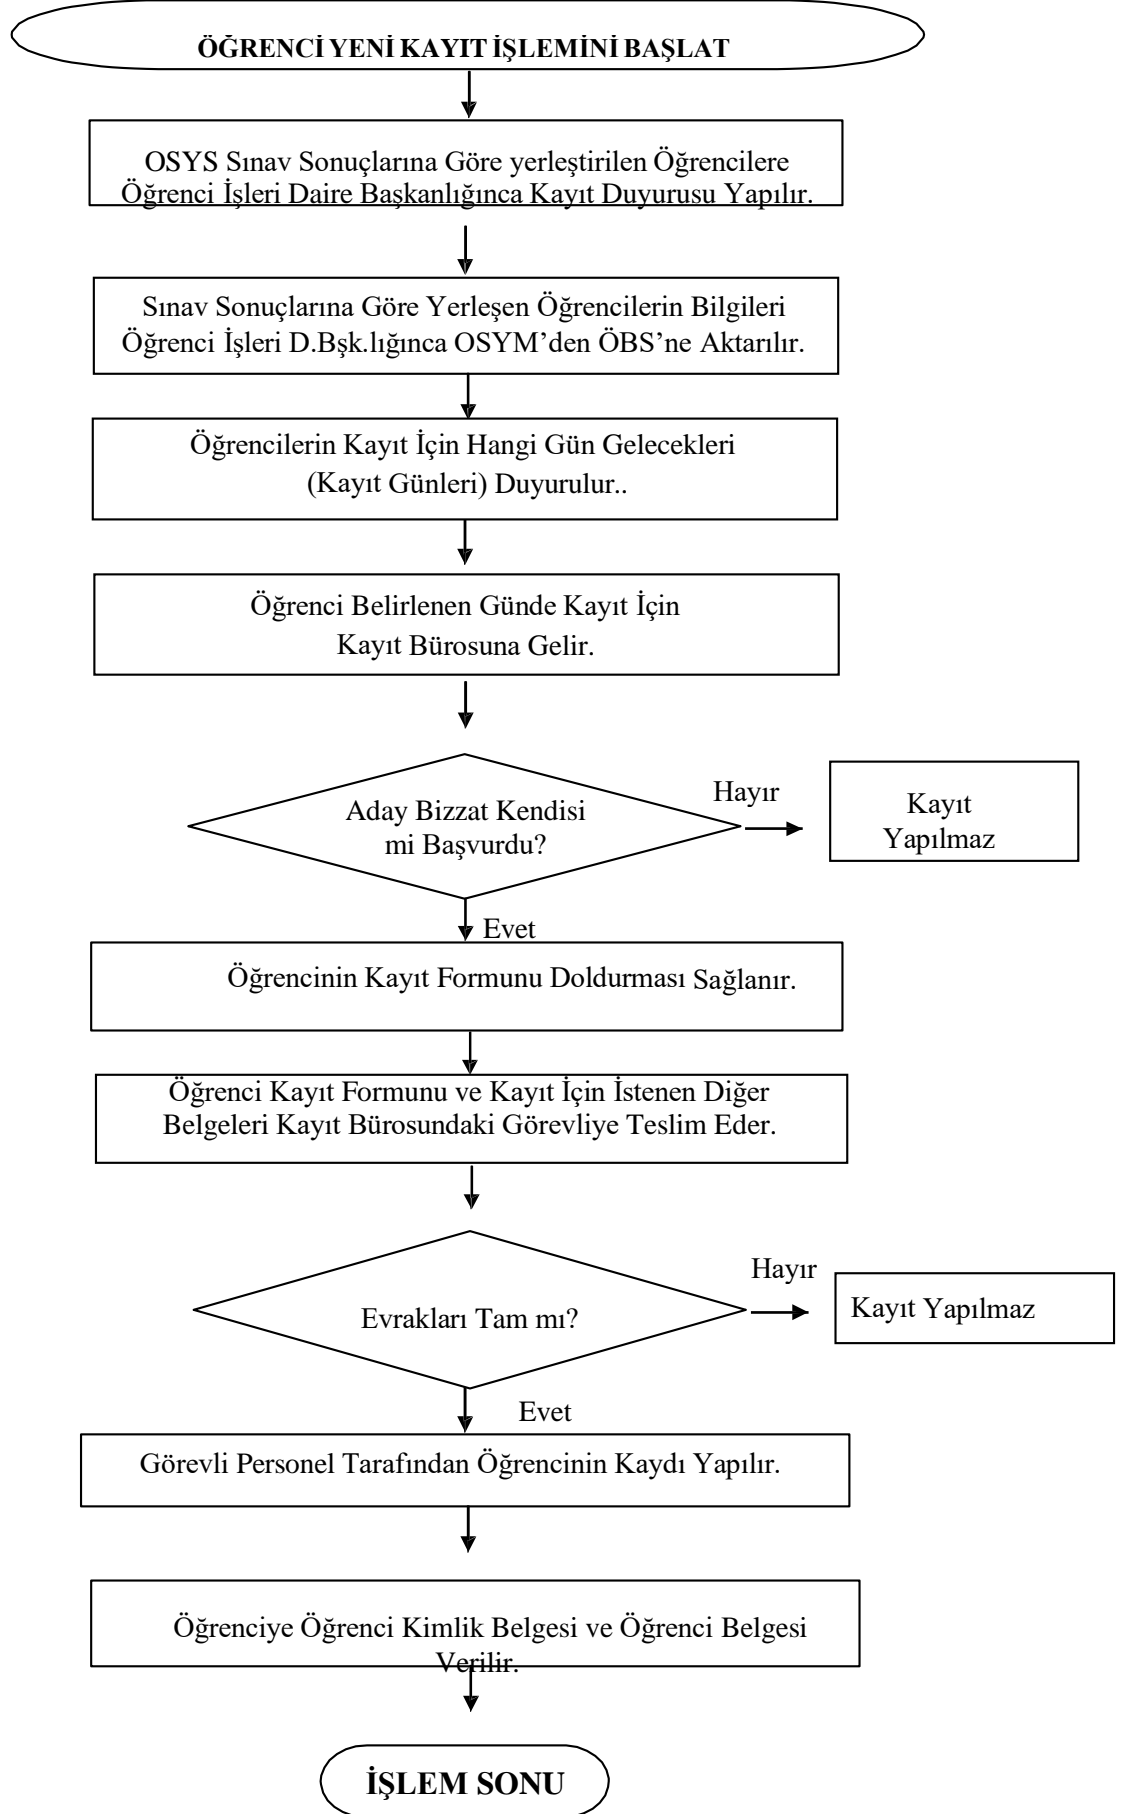 ÖĞRENCİ YENİ KAYIT İŞLEMİNİ BAŞLAT
OSYS Sınav Sonuçlarına Göre yerleştirilen Öğrencilere
Öğrenci İşleri Daire Başkanlığınca Kayıt Duyurusu Yapılır.
Sınav Sonuçlarına Göre Yerleşen Öğrencilerin Bilgileri
Öğrenci İşleri D.Bşk.lığınca OSYM’den ÖBS’ne Aktarılır.
Öğrencilerin Kayıt İçin Hangi Gün Gelecekleri
(Kayıt Günleri) Duyurulur..
Öğrenci Belirlenen Günde Kayıt İçin
Kayıt Bürosuna Gelir.
Aday Bizzat Kendisi
mi Başvurdu?
Hayır
Kayıt
Yapılmaz
Evet
Öğrencinin Kayıt Formunu Doldurması Sağlanır.
Öğrenci Kayıt Formunu ve Kayıt İçin İstenen Diğer
Belgeleri Kayıt Bürosundaki Görevliye Teslim Eder.
Evrakları Tam mı?
Hayır
Kayıt Yapılmaz
Evet
Görevli Personel Tarafından Öğrencinin Kaydı Yapılır.
Öğrenciye Öğrenci Kimlik Belgesi ve Öğrenci Belgesi
Verilir.
İŞLEM SONU